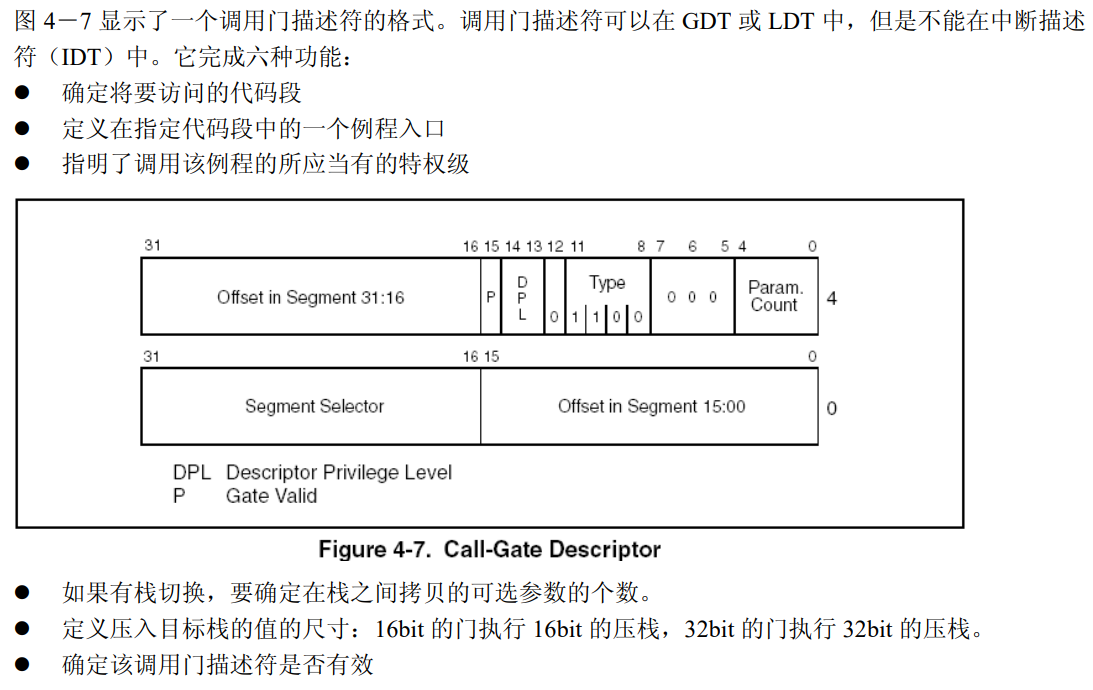 图 4－7 显示了一个调用门描述符的格式。调用门描述符可以在 GDT 或 LDT 中，但是不能在中断描述
符（IDT）中。它完成六种功能：
● 确定将要访问的代码段
● 定义在指定代码段中的一个例程入口
● 指明了调用该例程的所应当有的特权级
31 16 15 14 13 12 11 8 7 6 5 4 0
Offset in Segment 31:16 P DPL 0 Type 1 1 0 0 0 0 0 Param. Count 4
31 16 15 0
Segment Selector Offset in Segment 15:00 0
DPL Descriptor Privilege Level
P Gate Valid
Figure 4-7. Call-Gate Descriptor
● 如果有栈切换，要确定在栈之间拷贝的可选参数的个数。
● 定义压入目标栈的值的尺寸：16bit 的门执行 16bit 的压栈，32bit 的门执行 32bit 的压栈。
● 确定该调用门描述符是否有效